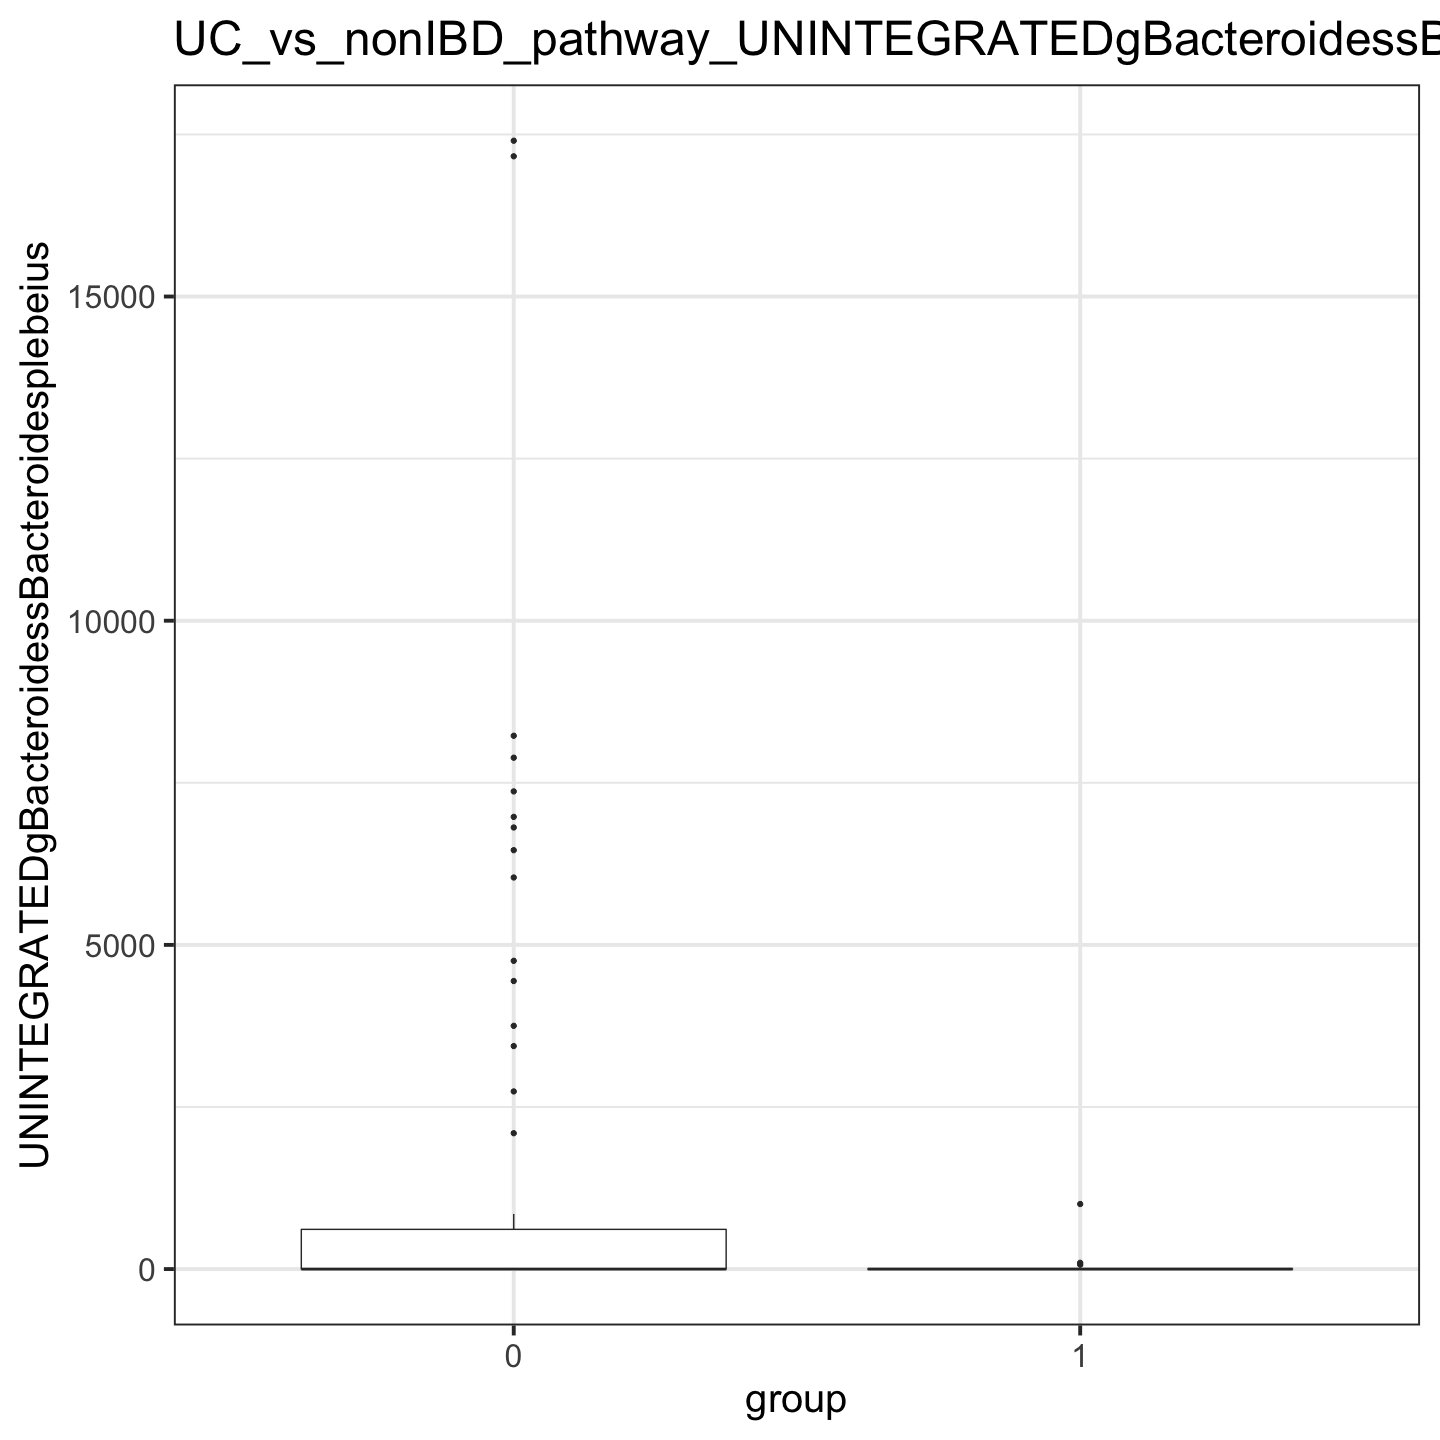 UC_vs_nonIBD_pathway_UNINTEGRATEDgBacteroidessB
UNINTEGRATEDgBacteroidessBacteroidesplebeius
15000
10000
5000
0
0 1
group